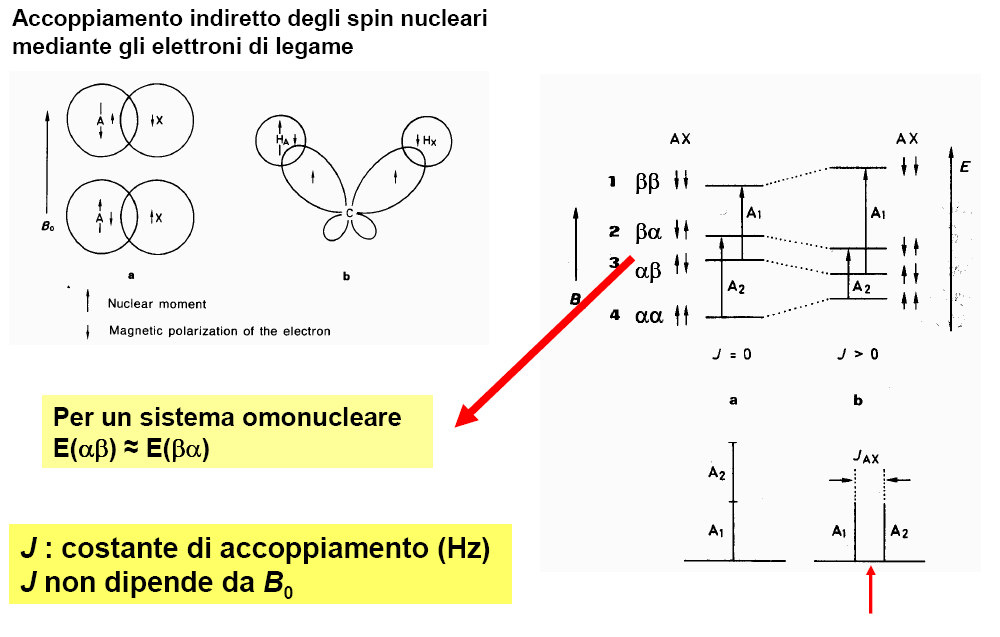 Accoppiamento indiretto degli spin nucleari
mediante gli elettroni di legame
A X
A X
B₀
a
b
A
X
A
X
HA
HX
C
Nuclear moment
Magnetic polarization of the electron
AX
AX
E
B
1 ββ ↓↓
2 βα ↓↑
3 αβ ↑↓
4 αα ↑↑
A1
A2
A1
A2
↓↓
↓↑
↑↓
↑↑
J = 0
J > 0
a
b
Per un sistema omonucleare
E(αβ) ≈ E(βα)
J : costante di accoppiamento (Hz)
J non dipende da B₀
JAX
A2
A1
A1
A2